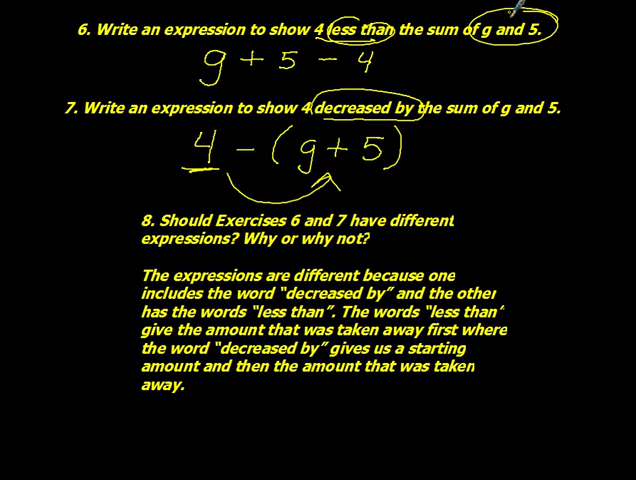 6. Write an expression to show 4 less than the sum of g and 5.
g + 5 - 4
7. Write an expression to show 4 decreased by the sum of g and 5.
4 - ( g + 5 )
8. Should Exercises 6 and 7 have different
expressions? Why or why not?
The expressions are different because one
includes the word "decreased by" and the other
has the words "less than". The words "less than"
give the amount that was taken away first where
the word "decreased by" gives us a starting
amount and then the amount that was taken
away.